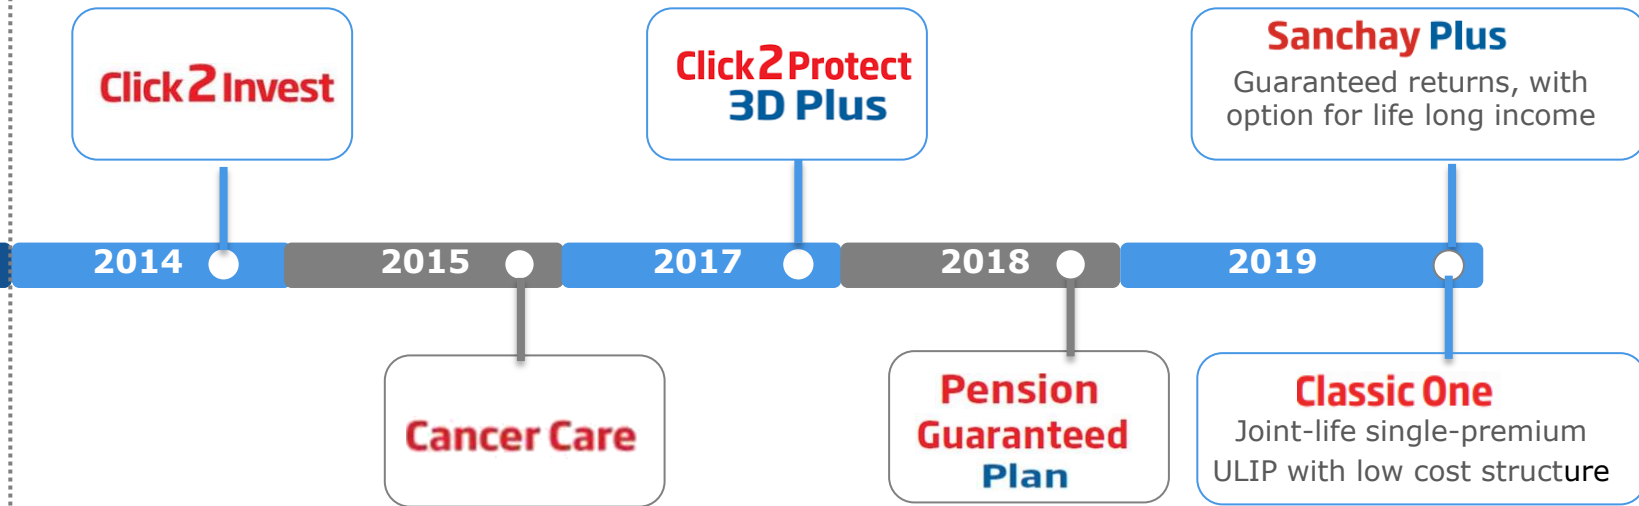 Click2Invest
Click2Protect
3D Plus
Sanchay Plus
Guaranteed returns, with
option for life long income
2014
2015
2017
2018
2019
Cancer Care
Pension
Guaranteed
Plan
Classic One
Joint-life single-premium
ULIP with low cost structure